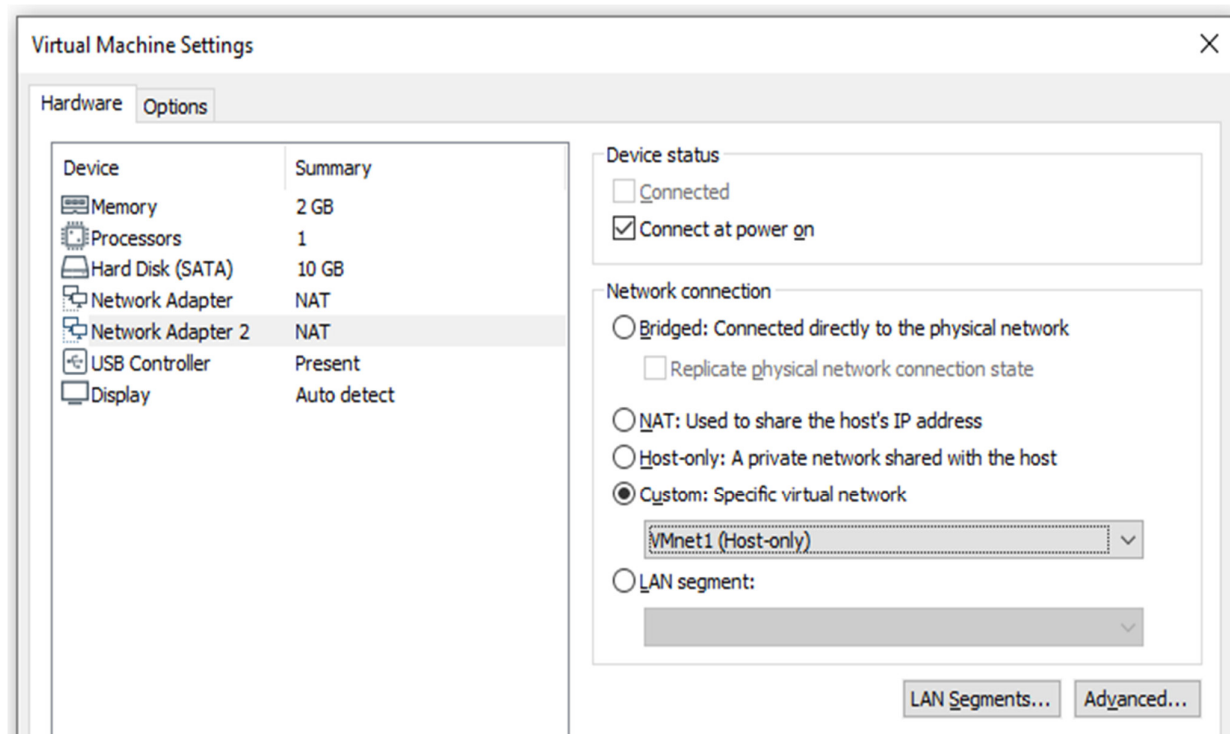 Virtual Machine Settings
Hardware Options
Device Summary
Memory 2 GB
Processors 1
Hard Disk (SATA) 10 GB
Network Adapter NAT
Network Adapter 2 NAT
USB Controller Present
Display Auto detect
Device status
Connected
Connect at power on
Network connection
Bridged: Connected directly to the physical network
Replicate physical network connection state
NAT: Used to share the host's IP address
Host-only: A private network shared with the host
Custom: Specific virtual network
VMnet1 (Host-only)
LAN segment:
LAN Segments... Advanced...